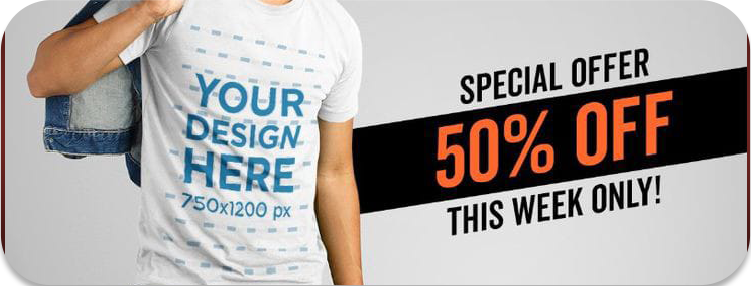 YOUR
DESIGN
HERE
750x1200 px
SPECIAL OFFER
50% OFF
THIS WEEK ONLY!